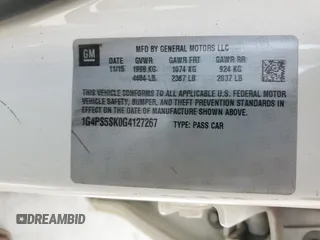 GM
MFD BY GENERAL MOTORS LLC
DATE GVWR GAWR FRT GAWR RR
11/15 1998 KG 1074 KG 924 KG
4404 LB 2367 LB 2037 LB
THIS VEHICLE CONFORMS TO ALL APPLICABLE U.S. FEDERAL MOTOR
VEHICLE SAFETY, BUMPER, AND THEFT PREVENTION STANDARDS IN
EFFECT ON THE DATE OF MANUFACTURE SHOWN ABOVE.
1G4PS5SK0G4127267 TYPE: PASS CAR
DREAMBID